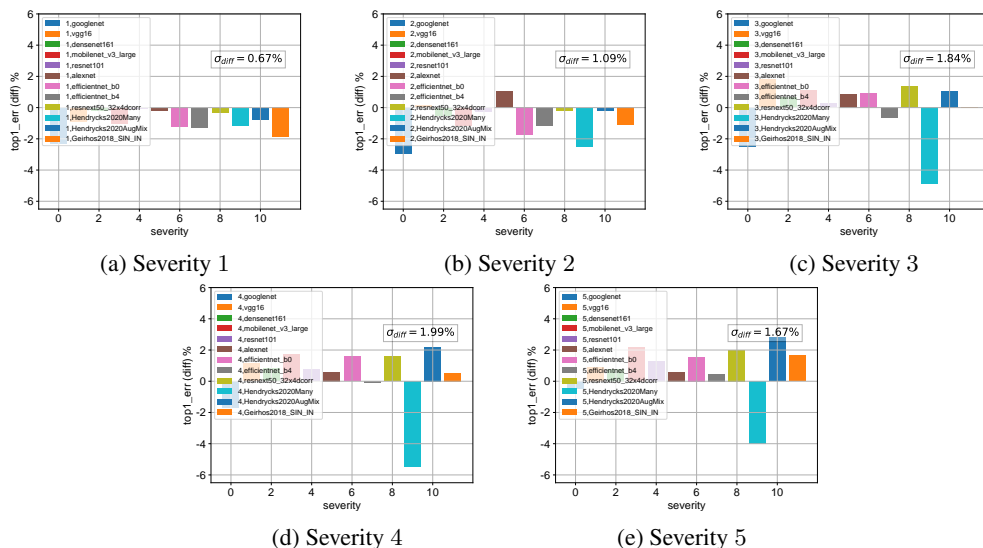 6
4
2
0
-2
-4
-6
top1_err (diff) %
1,googlenet
1,vgg16
1,densenet161
1,mobilenet_v3_large
1,resnet101
1,alexnet
1,efficientnet_b0
1,efficientnet_b4
1,resnext50_32x4dcorr
1,Hendrycks2020Many
1,Hendrycks2020AugMix
1,Geirhos2018_SIN_IN
σdiff = 0.67%
0 2 4 6 8 10
severity
(a) Severity 1
6
4
2
0
-2
-4
-6
top1_err (diff) %
2,googlenet
2,vgg16
2,densenet161
2,mobilenet_v3_large
2,resnet101
2,alexnet
2,efficientnet_b0
2,efficientnet_b4
2,resnext50_32x4dcorr
2,Hendrycks2020Many
2,Hendrycks2020AugMix
2,Geirhos2018_SIN_IN
σdiff = 1.09%
0 2 4 6 8 10
severity
(b) Severity 2
6
4
2
0
-2
-4
-6
top1_err (diff) %
3,googlenet
3,vgg16
3,densenet161
3,mobilenet_v3_large
3,resnet101
3,alexnet
3,efficientnet_b0
3,efficientnet_b4
3,resnext50_32x4dcorr
3,Hendrycks2020Many
3,Hendrycks2020AugMix
3,Geirhos2018_SIN_IN
σdiff = 1.84%
0 2 4 6 8 10
severity
(c) Severity 3
6
4
2
0
-2
-4
-6
top1_err (diff) %
4,googlenet
4,vgg16
4,densenet161
4,mobilenet_v3_large
4,resnet101
4,alexnet
4,efficientnet_b0
4,efficientnet_b4
4,resnext50_32x4dcorr
4,Hendrycks2020Many
4,Hendrycks2020AugMix
4,Geirhos2018_SIN_IN
σdiff = 1.99%
0 2 4 6 8 10
severity
(d) Severity 4
6
4
2
0
-2
-4
-6
top1_err (diff) %
5,googlenet
5,vgg16
5,densenet161
5,mobilenet_v3_large
5,resnet101
5,alexnet
5,efficientnet_b0
5,efficientnet_b4
5,resnext50_32x4dcorr
5,Hendrycks2020Many
5,Hendrycks2020AugMix
5,Geirhos2018_SIN_IN
σdiff = 1.67%
0 2 4 6 8 10
severity
(e) Severity 5